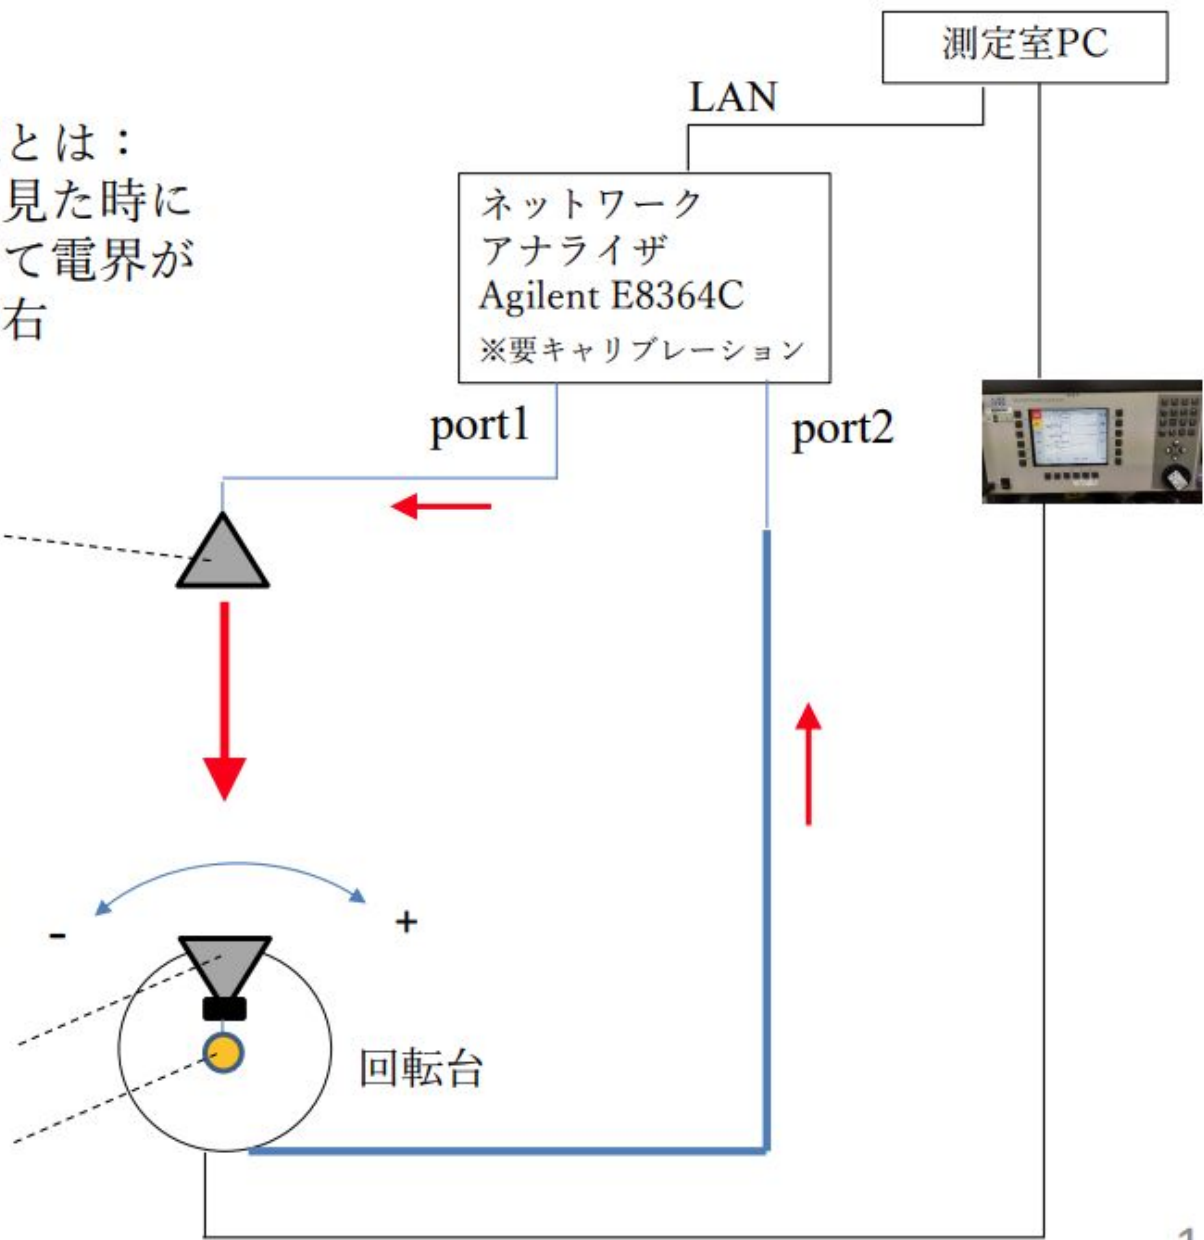 測定室PC
LAN
とは：
見た時に
て電界が
右
ネットワーク
アナライザ
Agilent E8364C
※要キャリブレーション
port1
port2
-
+
回転台